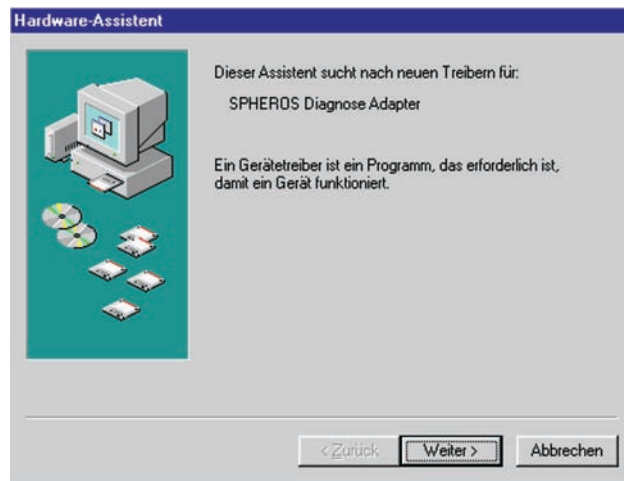 Hardware-Assistent
Dieser Assistent sucht nach neuen Treibern für:
SPHEROS Diagnose Adapter
Ein Gerätetreiber ist ein Programm, das erforderlich ist,
damit ein Gerät funktioniert.
< Zurück
Weiter >
Abbrechen